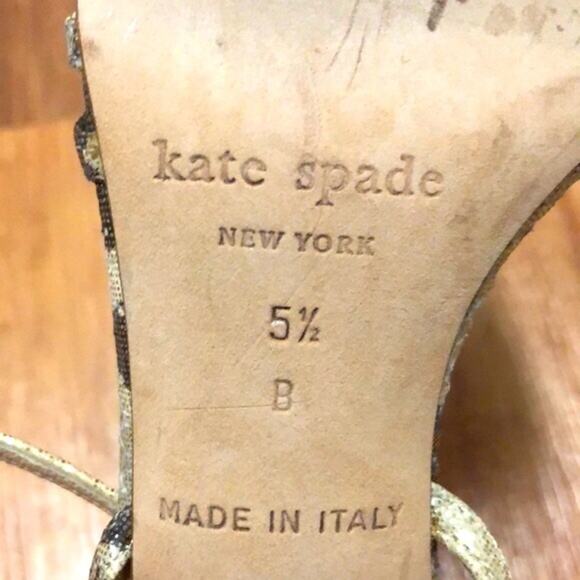 kate spade
NEW YORK
5½
B
MADE IN ITALY